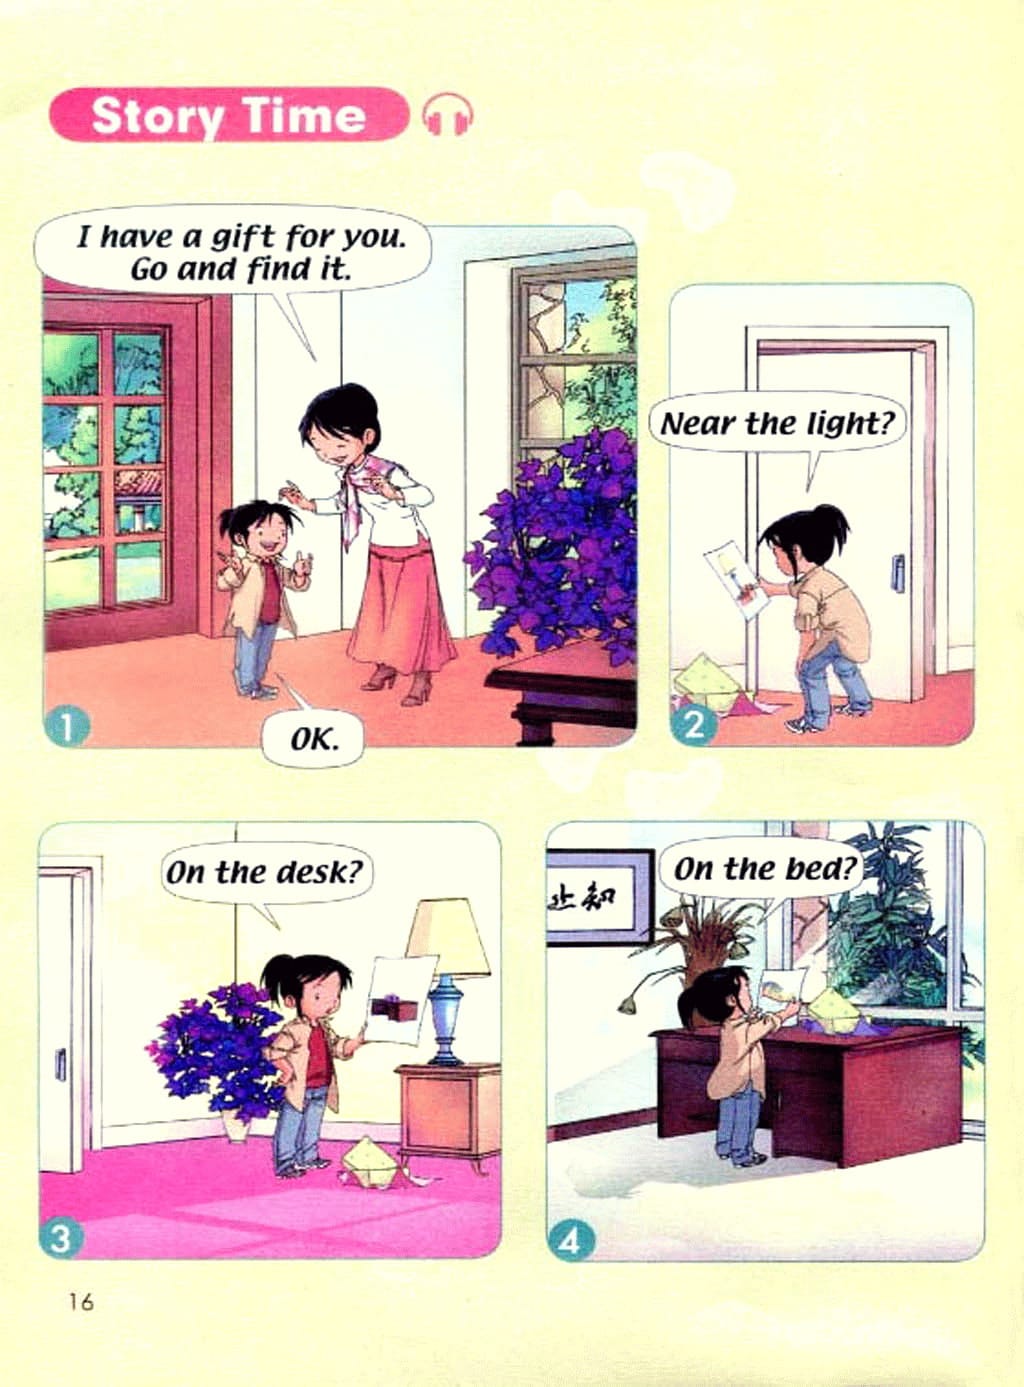 Story Time
I have a gift for you.
Go and find it.
OK.
1
Near the light?
2
On the desk?
3
On the bed?
知
4
16